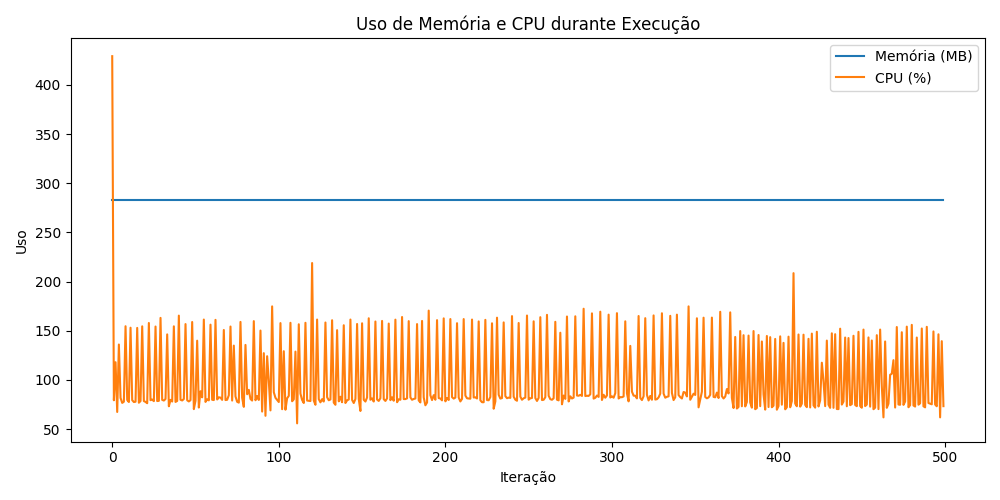 Uso de Memória e CPU durante Execução
Memória (MB)
CPU (%)
400
350
300
250
200
150
100
50
Uso
0 100 200 300 400 500
Iteração